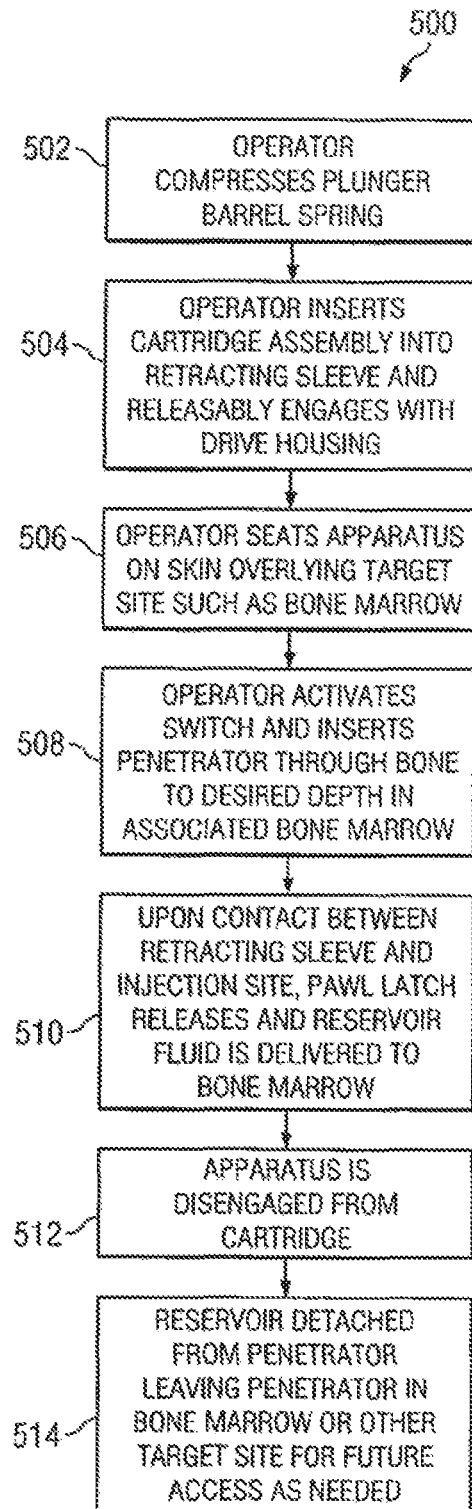 500
502
OPERATOR
COMPRESSES PLUNGER
BARREL SPRING
504
OPERATOR INSERTS
CARTRIDGE ASSEMBLY INTO
RETRACTING SLEEVE AND
RELEASABLY ENGAGES WITH
DRIVE HOUSING
506
OPERATOR SEATS APPARATUS
ON SKIN OVERLYING TARGET
SITE SUCH AS BONE MARROW
508
OPERATOR ACTIVATES
SWITCH AND INSERTS
PENETRATOR THROUGH BONE
TO DESIRED DEPTH IN
ASSOCIATED BONE MARROW
510
UPON CONTACT BETWEEN
RETRACTING SLEEVE AND
INJECTION SITE, PAWL LATCH
RELEASES AND RESERVOIR
FLUID IS DELIVERED TO
BONE MARROW
512
APPARATUS IS
DISENGAGED FROM
CARTRIDGE
514
RESERVOIR DETACHED
FROM PENETRATOR
LEAVING PENETRATOR IN
BONE MARROW OR OTHER
TARGET SITE FOR FUTURE
ACCESS AS NEEDED